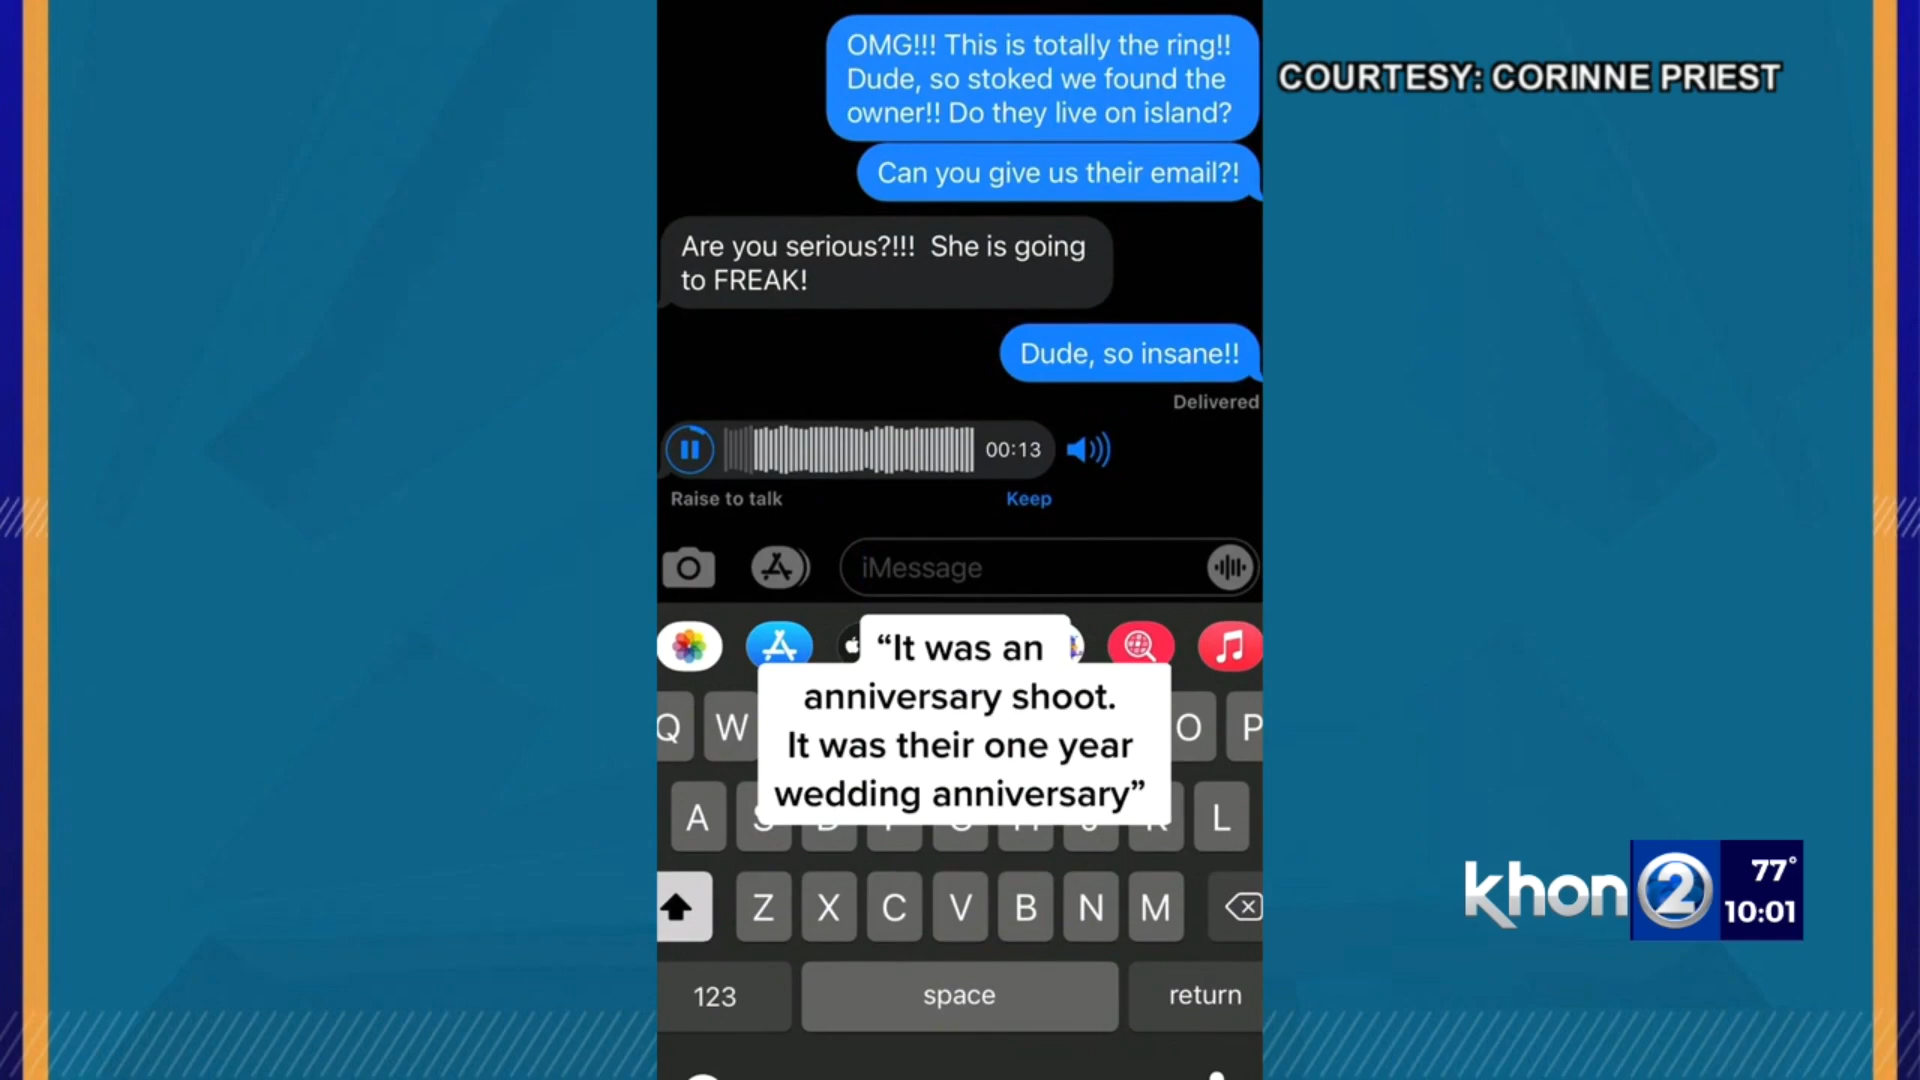 OMG!!! This is totally the ring!!
Dude, so stoked we found the
owner!! Do they live on island?
COURTESY: CORINNE PRIEST
Can you give us their email?!
Are you serious?!!!  She is going
to FREAK!
Dude, so insane!!
Delivered
00:13
Raise to talk
Keep
iMessage
“It was an
anniversary shoot.
It was their one year
wedding anniversary”
Q W O P
A S D F G H J K L
Z X C V B N M
123
space
return
khon 2
77°
10:01